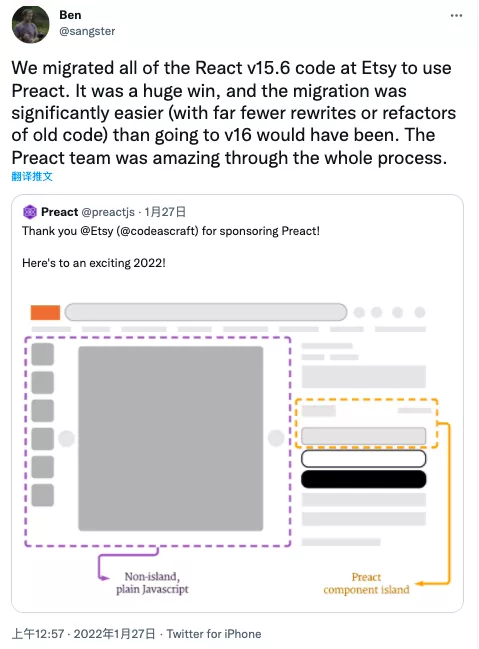 Ben
@sangster
We migrated all of the React v15.6 code at Etsy to use
Preact. It was a huge win, and the migration was
significantly easier (with far fewer rewrites or refactors
of old code) than going to v16 would have been. The
Preact team was amazing through the whole process.
翻译推文
Preact @preactjs · 1月27日
Thank you @Etsy (@codeascraft) for sponsoring Preact!
Here's to an exciting 2022!
Non-island,
plain Javascript
Preact
component island
上午12:57 · 2022年1月27日 · Twitter for iPhone